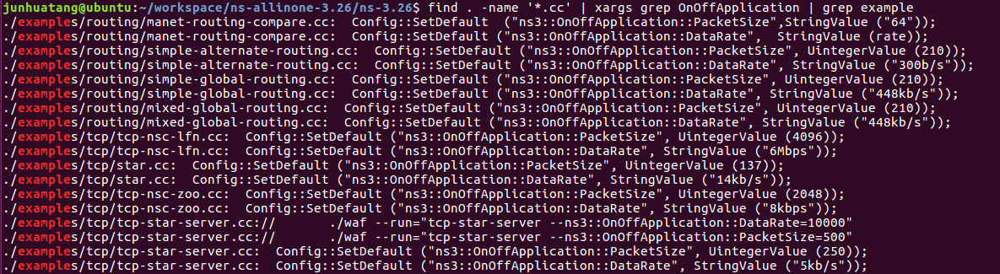 junhuatang@ubuntu:~/workspace/ns-allinone-3.26/ns-3.26$ find . -name '*.cc' | xargs grep OnOffApplication | grep example
./examples/routing/manet-routing-compare.cc:  Config::SetDefault  ("ns3::OnOffApplication::PacketSize",StringValue ("64"));
./examples/routing/manet-routing-compare.cc:  Config::SetDefault ("ns3::OnOffApplication::DataRate",  StringValue (rate));
./examples/routing/simple-alternate-routing.cc:  Config::SetDefault ("ns3::OnOffApplication::PacketSize", UintegerValue (210));
./examples/routing/simple-alternate-routing.cc:  Config::SetDefault ("ns3::OnOffApplication::DataRate", StringValue ("300b/s"));
./examples/routing/simple-global-routing.cc:  Config::SetDefault ("ns3::OnOffApplication::PacketSize", UintegerValue (210));
./examples/routing/simple-global-routing.cc:  Config::SetDefault ("ns3::OnOffApplication::DataRate", StringValue ("448kb/s"));
./examples/routing/mixed-global-routing.cc:  Config::SetDefault ("ns3::OnOffApplication::PacketSize", UintegerValue (210));
./examples/routing/mixed-global-routing.cc:  Config::SetDefault ("ns3::OnOffApplication::DataRate", StringValue ("448kb/s"));
./examples/tcp/tcp-nsc-lfn.cc:  Config::SetDefault ("ns3::OnOffApplication::PacketSize", UintegerValue (4096));
./examples/tcp/tcp-nsc-lfn.cc:  Config::SetDefault ("ns3::OnOffApplication::DataRate", StringValue ("6Mbps"));
./examples/tcp/star.cc:  Config::SetDefault ("ns3::OnOffApplication::PacketSize", UintegerValue (137));
./examples/tcp/star.cc:  Config::SetDefault ("ns3::OnOffApplication::DataRate", StringValue ("14kb/s"));
./examples/tcp/tcp-nsc-zoo.cc:  Config::SetDefault ("ns3::OnOffApplication::PacketSize", UintegerValue (2048));
./examples/tcp/tcp-nsc-zoo.cc:  Config::SetDefault ("ns3::OnOffApplication::DataRate", StringValue ("8kbps"));
./examples/tcp/tcp-star-server.cc://       ./waf --run="tcp-star-server --ns3::OnOffApplication::DataRate=10000"
./examples/tcp/tcp-star-server.cc://       ./waf --run="tcp-star-server --ns3::OnOffApplication::PacketSize=500"
./examples/tcp/tcp-star-server.cc:  Config::SetDefault ("ns3::OnOffApplication::PacketSize", UintegerValue (250));
./examples/tcp/tcp-star-server.cc:  Config::SetDefault ("ns3::OnOffApplication::DataRate", StringValue ("5kb/s"));